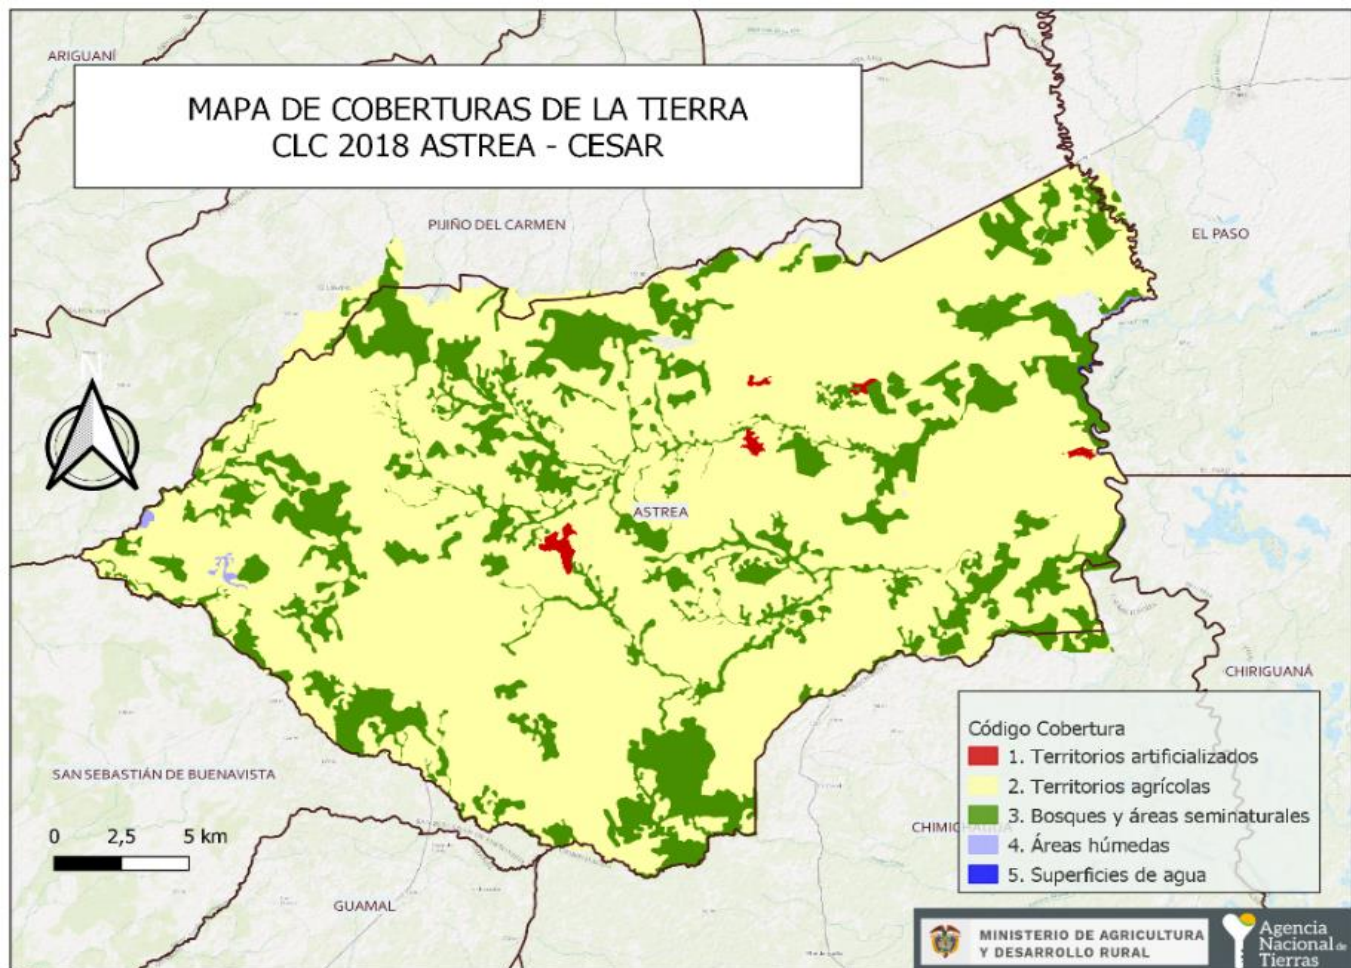 ARIGUANÍ
MAPA DE COBERTURAS DE LA TIERRA
CLC 2018 ASTREA - CESAR
PIJIÑO DEL CARMEN
EL PASO
N
ASTREA
CHIRIGUANÁ
SAN SEBASTIÁN DE BUENAVISTA
0 2,5 5 km
GUAMAL
Código Cobertura
1. Territorios artificializados
2. Territorios agrícolas
3. Bosques y áreas seminaturales
4. Áreas húmedas
5. Superficies de agua
MINISTERIO DE AGRICULTURA
Y DESARROLLO RURAL
Agencia
Nacional de
Tierras